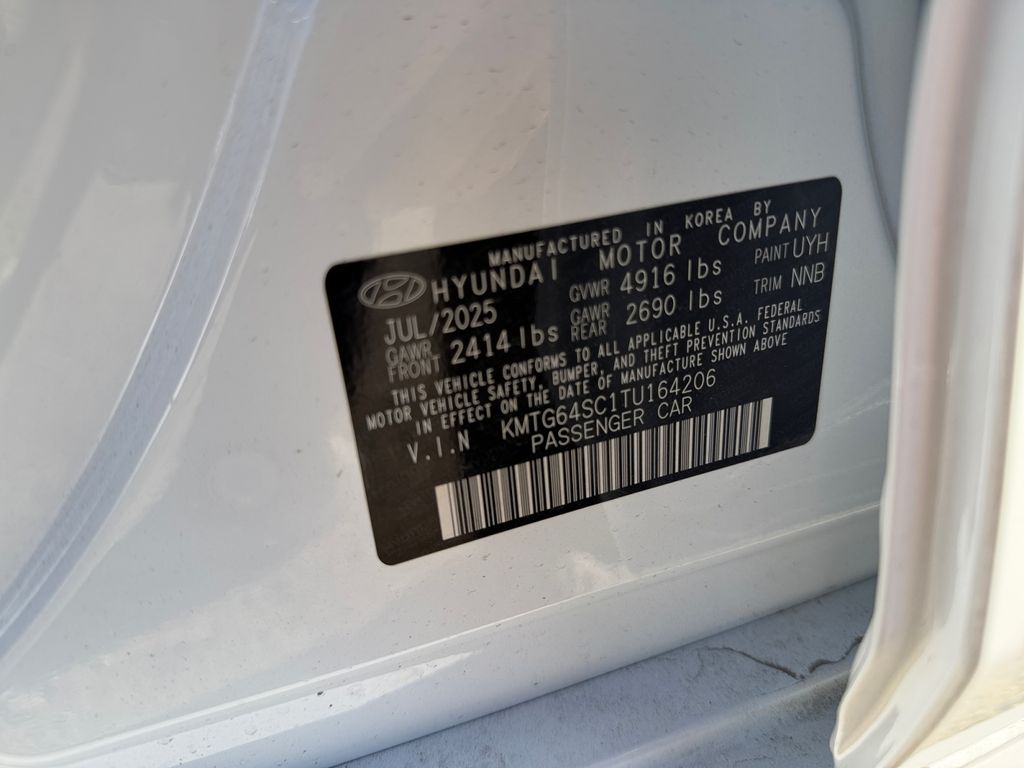 MANUFACTURED IN KOREA BY
HYUNDAI MOTOR COMPANY
JUL/2025 GVWR 4916 lbs PAINT UYH
GAWR FRONT 2414 lbs GAWR REAR 2690 lbs TRIM NNB
THIS VEHICLE CONFORMS TO ALL APPLICABLE U.S.A. FEDERAL
MOTOR VEHICLE SAFETY, BUMPER, AND THEFT PREVENTION STANDARDS
IN EFFECT ON THE DATE OF MANUFACTURE SHOWN ABOVE
V.I.N KMTG64SC1TU164206
PASSENGER CAR